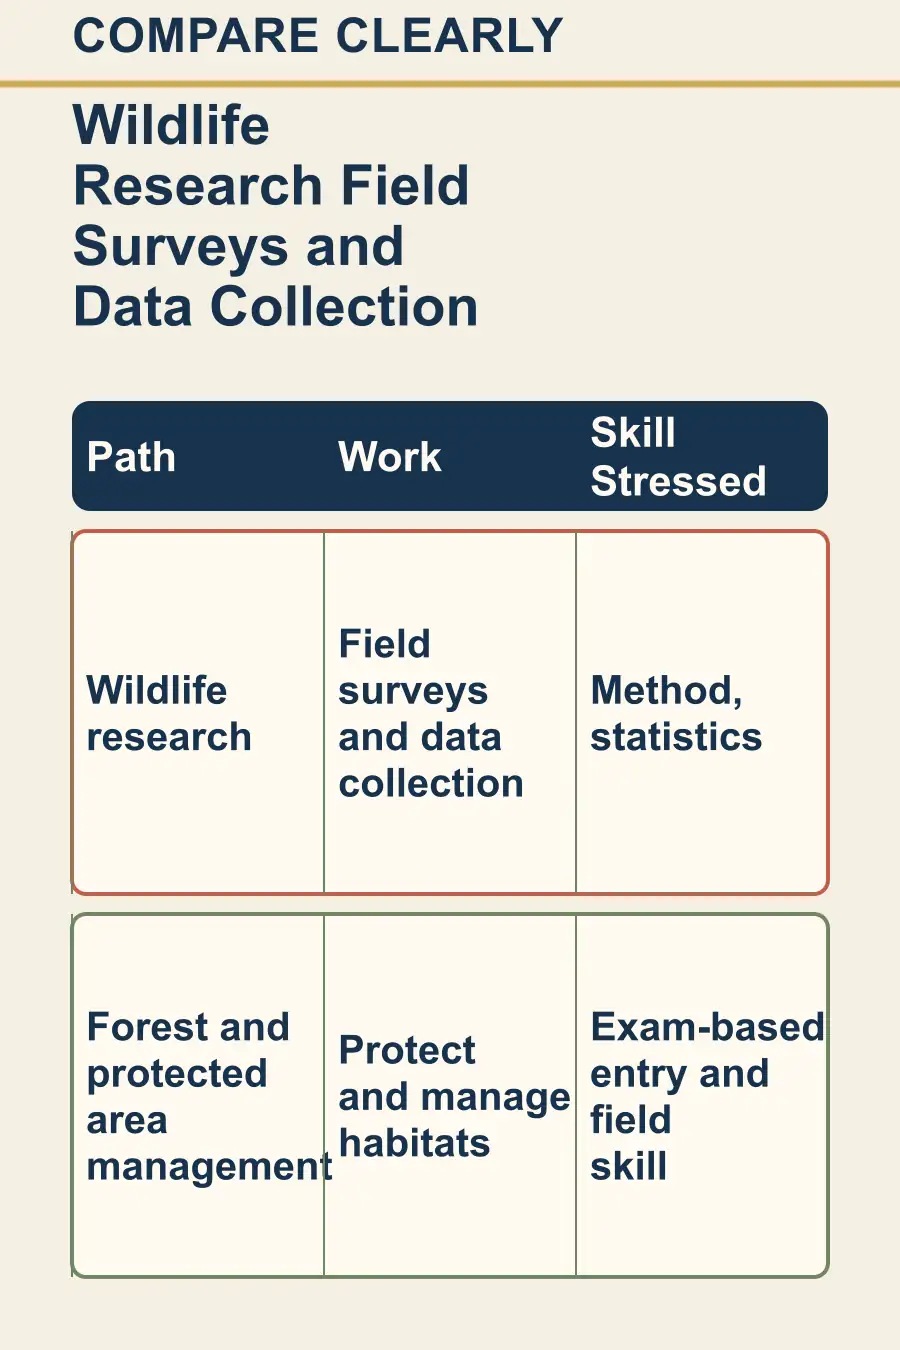 COMPARE CLEARLY
Wildlife
Research Field
Surveys and
Data Collection
Path
Work
Skill
Stressed
Wildlife
research
Field
surveys
and data
collection
Method,
statistics
Forest and
protected
area
management
Protect
and manage
habitats
Exam-based
entry and
field
skill